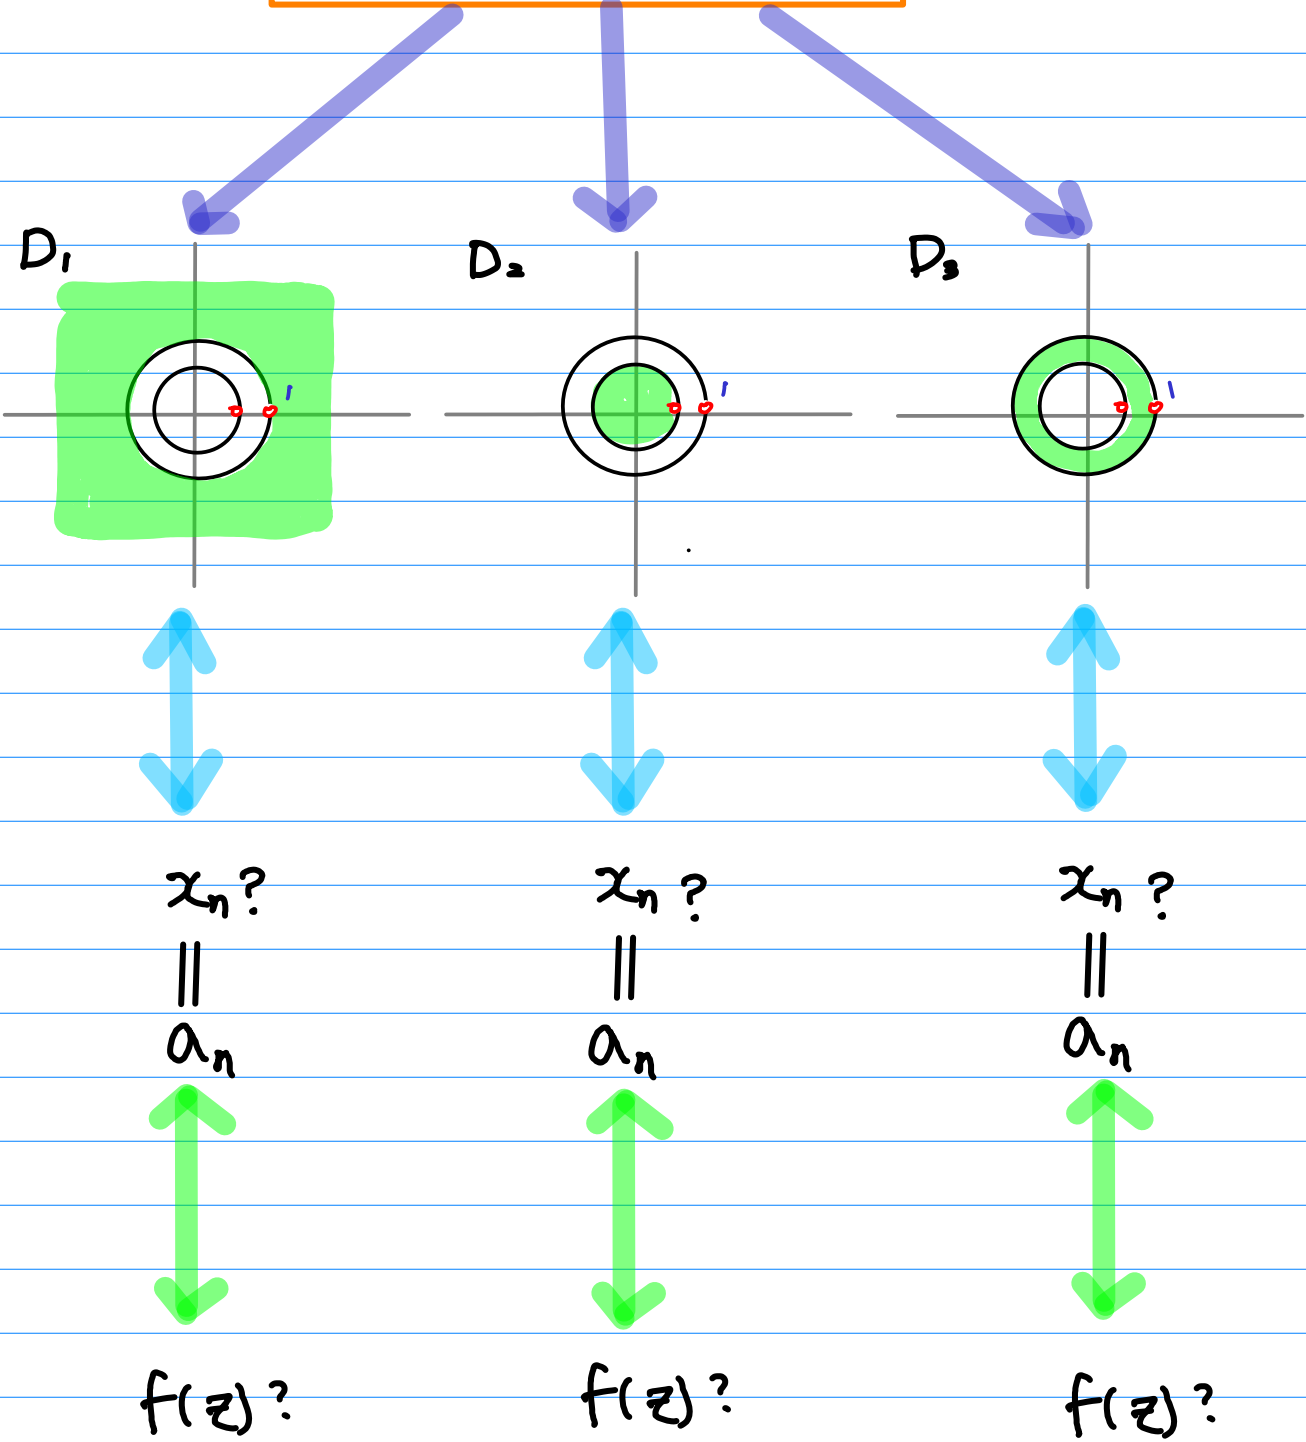 D₁ D₂ D₃
1 1 1
xₙ? xₙ? xₙ?
|| || ||
aₙ aₙ aₙ
f(z)? f(z)? f(z)?